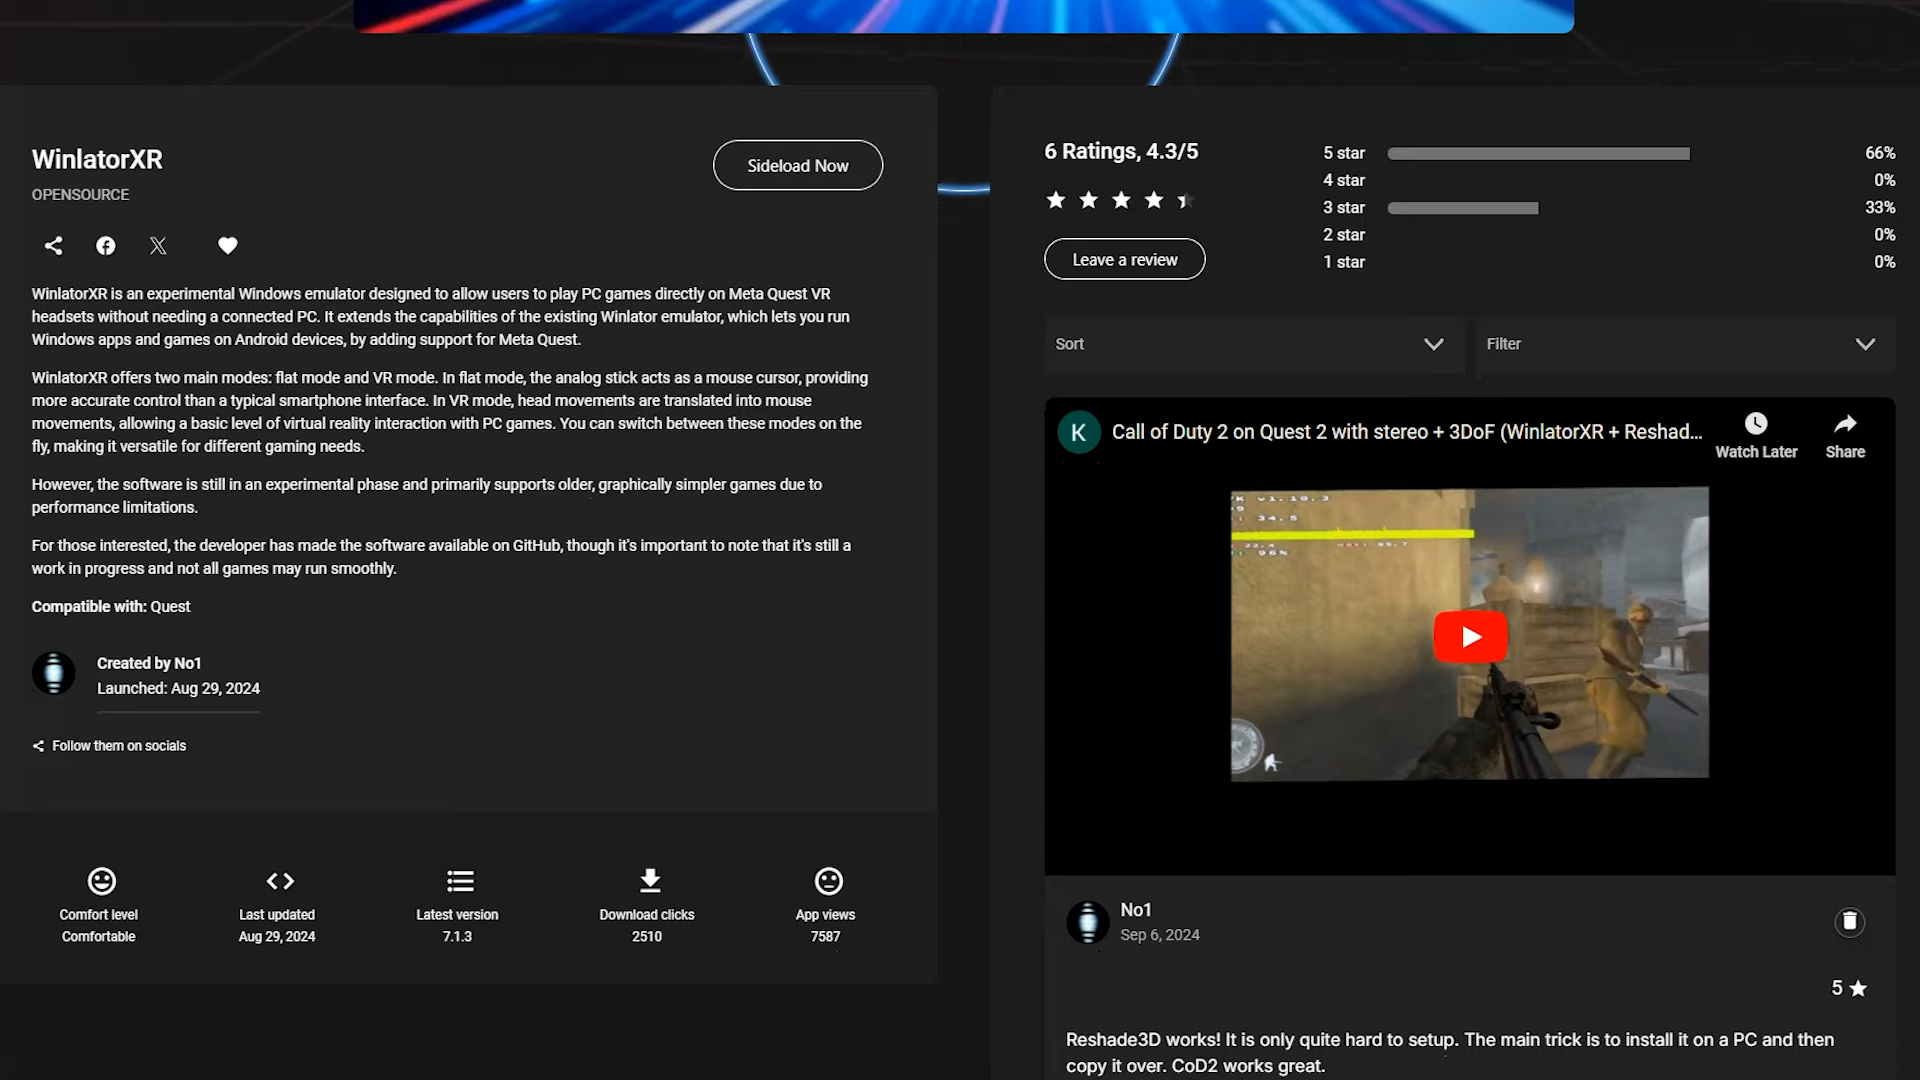 WinlatorXR
Sideload Now
OPENSOURCE
WinlatorXR is an experimental Windows emulator designed to allow users to play PC games directly on Meta Quest VR
headsets without needing a connected PC. It extends the capabilities of the existing Winlator emulator, which lets you run
Windows apps and games on Android devices, by adding support for Meta Quest.
WinlatorXR offers two main modes: flat mode and VR mode. In flat mode, the analog stick acts as a mouse cursor, providing
more accurate control than a typical smartphone interface. In VR mode, head movements are translated into mouse
movements, allowing a basic level of virtual reality interaction with PC games. You can switch between these modes on the
fly, making it versatile for different gaming needs.
However, the software is still in an experimental phase and primarily supports older, graphically simpler games due to
performance limitations.
For those interested, the developer has made the software available on GitHub, though it's important to note that it's still a
work in progress and not all games may run smoothly.
Compatible with: Quest
Created by No1
Launched: Aug 29, 2024
Follow them on socials
Comfort level
Comfortable
Last updated
Aug 29, 2024
Latest version
7.1.3
Download clicks
2510
App views
7587
6 Ratings, 4.3/5
Leave a review
5 star 66%
4 star 0%
3 star 33%
2 star 0%
1 star 0%
Sort
Filter
K
Call of Duty 2 on Quest 2 with stereo + 3DoF (WinlatorXR + Reshad...
Watch Later
Share
v1.10.3
34.5
96%
No1
Sep 6, 2024
5
Reshade3D works! It is only quite hard to setup. The main trick is to install it on a PC and then
copy it over. CoD2 works great.